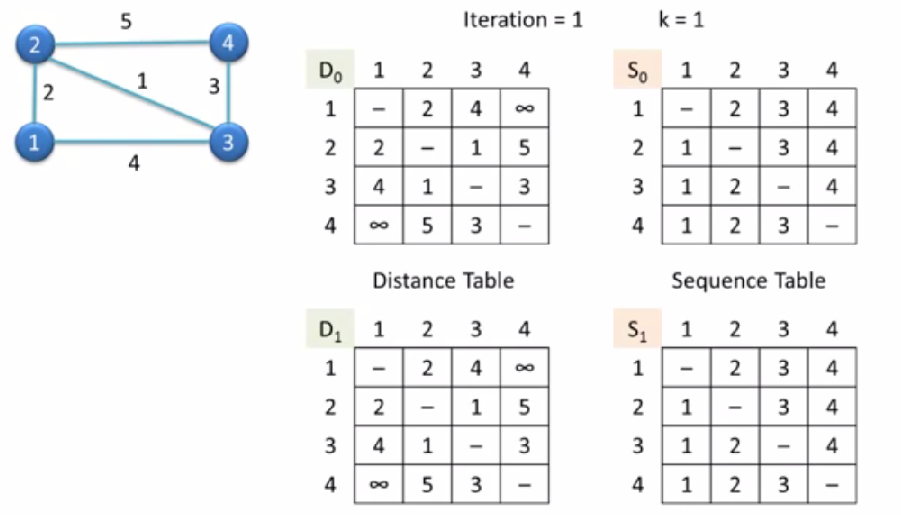 Iteration = 1 k = 1
5
2 4
1
2 3
1 3
4
D0 1 2 3 4
1 – 2 4 ∞
2 2 – 1 5
3 4 1 – 3
4 ∞ 5 3 –
S0 1 2 3 4
1 – 2 3 4
2 1 – 3 4
3 1 2 – 4
4 1 2 3 –
Distance Table
Sequence Table
D1 1 2 3 4
1 – 2 4 ∞
2 2 – 1 5
3 4 1 – 3
4 ∞ 5 3 –
S1 1 2 3 4
1 – 2 3 4
2 1 – 3 4
3 1 2 – 4
4 1 2 3 –